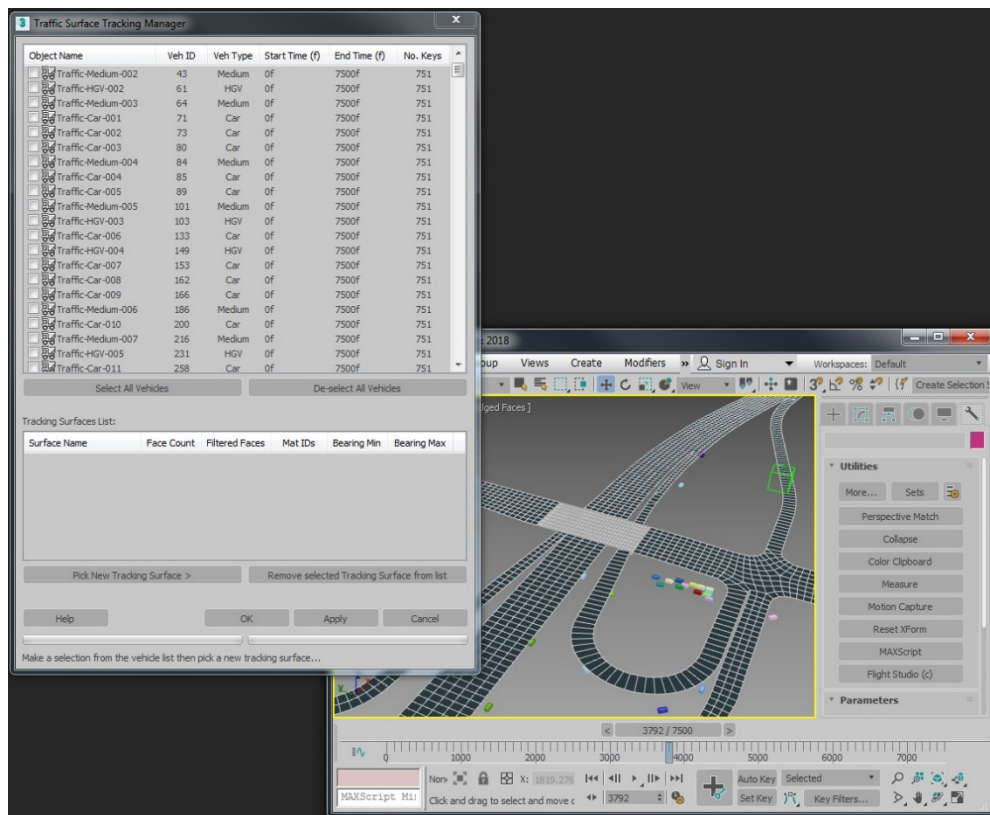 Traffic Surface Tracking Manager
Object Name Veh ID Veh Type Start Time (f) End Time (f) No. Keys
Traffic-Medium-002 43 Medium 0f 7500f 751
Traffic-HGV-002 61 HGV 0f 7500f 751
Traffic-Medium-003 64 Medium 0f 7500f 751
Traffic-Car-001 71 Car 0f 7500f 751
Traffic-Car-002 73 Car 0f 7500f 751
Traffic-Car-003 80 Car 0f 7500f 751
Traffic-Medium-004 84 Medium 0f 7500f 751
Traffic-Car-004 85 Car 0f 7500f 751
Traffic-Car-005 89 Car 0f 7500f 751
Traffic-Medium-005 101 Medium 0f 7500f 751
Traffic-HGV-003 103 HGV 0f 7500f 751
Traffic-Car-006 133 Car 0f 7500f 751
Traffic-HGV-004 149 HGV 0f 7500f 751
Traffic-Car-007 153 Car 0f 7500f 751
Traffic-Car-008 162 Car 0f 7500f 751
Traffic-Car-009 166 Car 0f 7500f 751
Traffic-Medium-006 186 Medium 0f 7500f 751
Traffic-Car-010 200 Car 0f 7500f 751
Traffic-Medium-007 216 Medium 0f 7500f 751
Traffic-HGV-005 231 HGV 0f 7500f 751
Traffic-Car-011 258 Car 0f 7500f 751
Select All Vehicles De-select All Vehicles
Tracking Surfaces List:
Surface Name Face Count Filtered Faces Mat IDs Bearing Min Bearing Max
Pick New Tracking Surface > Remove selected Tracking Surface from list
Help OK Apply Cancel
Make a selection from the vehicle list then pick a new tracking surface...
2018
oup Views Create Modifiers » Sign In Workspaces: Default
View Create Selection S
dged Faces ]
Utilities
More... Sets
Perspective Match
Collapse
Color Clipboard
Measure
Motion Capture
Reset XForm
MAXScript
Flight Studio (c)
Parameters
< 3792 / 7500 >
0 1000 2000 3000 4000 5000 6000 7000
Non X: 1819.276 Auto Key Selected
MAXScript Mi Click and drag to select and move c 3792 Set Key Key Filters...